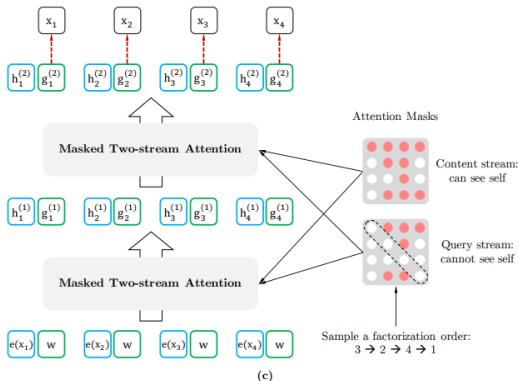 x₁ x₂ x₃ x₄
h₁⁽²⁾ g₁⁽²⁾ h₂⁽²⁾ g₂⁽²⁾ h₃⁽²⁾ g₃⁽²⁾ h₄⁽²⁾ g₄⁽²⁾
Attention Masks
Masked Two-stream Attention
Content stream:
can see self
h₁⁽¹⁾ g₁⁽¹⁾ h₂⁽¹⁾ g₂⁽¹⁾ h₃⁽¹⁾ g₃⁽¹⁾ h₄⁽¹⁾ g₄⁽¹⁾
Query stream:
cannot see self
Masked Two-stream Attention
Sample a factorization order:
3 → 2 → 4 → 1
e(x₁) w e(x₂) w e(x₃) w e(x₄) w
(c)